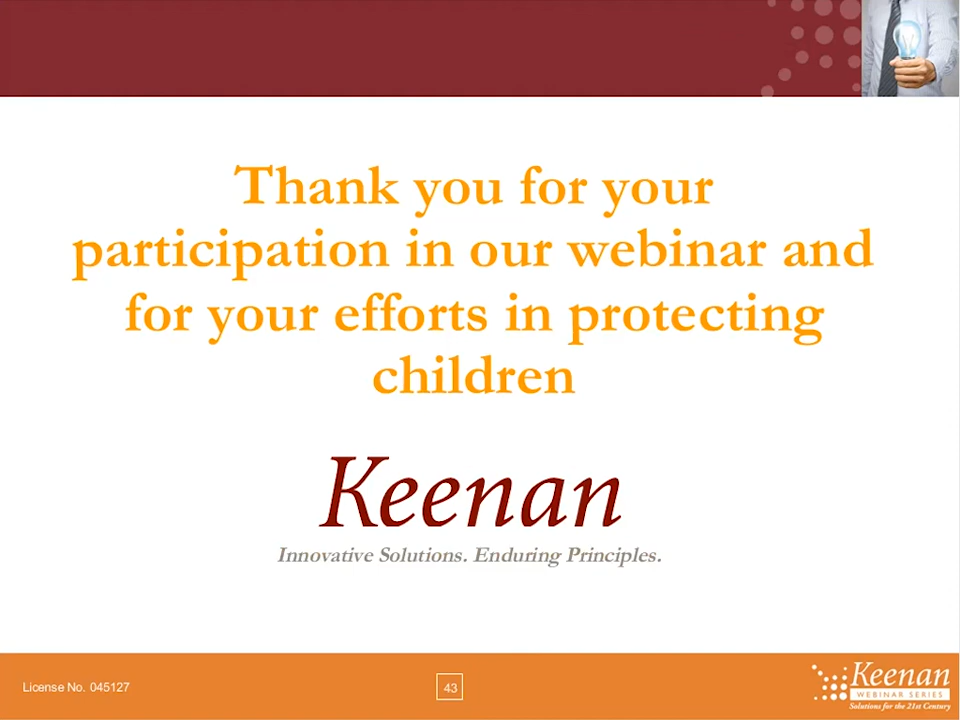 Thank you for your
participation in our webinar and
for your efforts in protecting
children
Keenan
Innovative Solutions. Enduring Principles.
License No. 045127
43
Keenan
WEBINAR SERIES
Solutions for the 21st Century